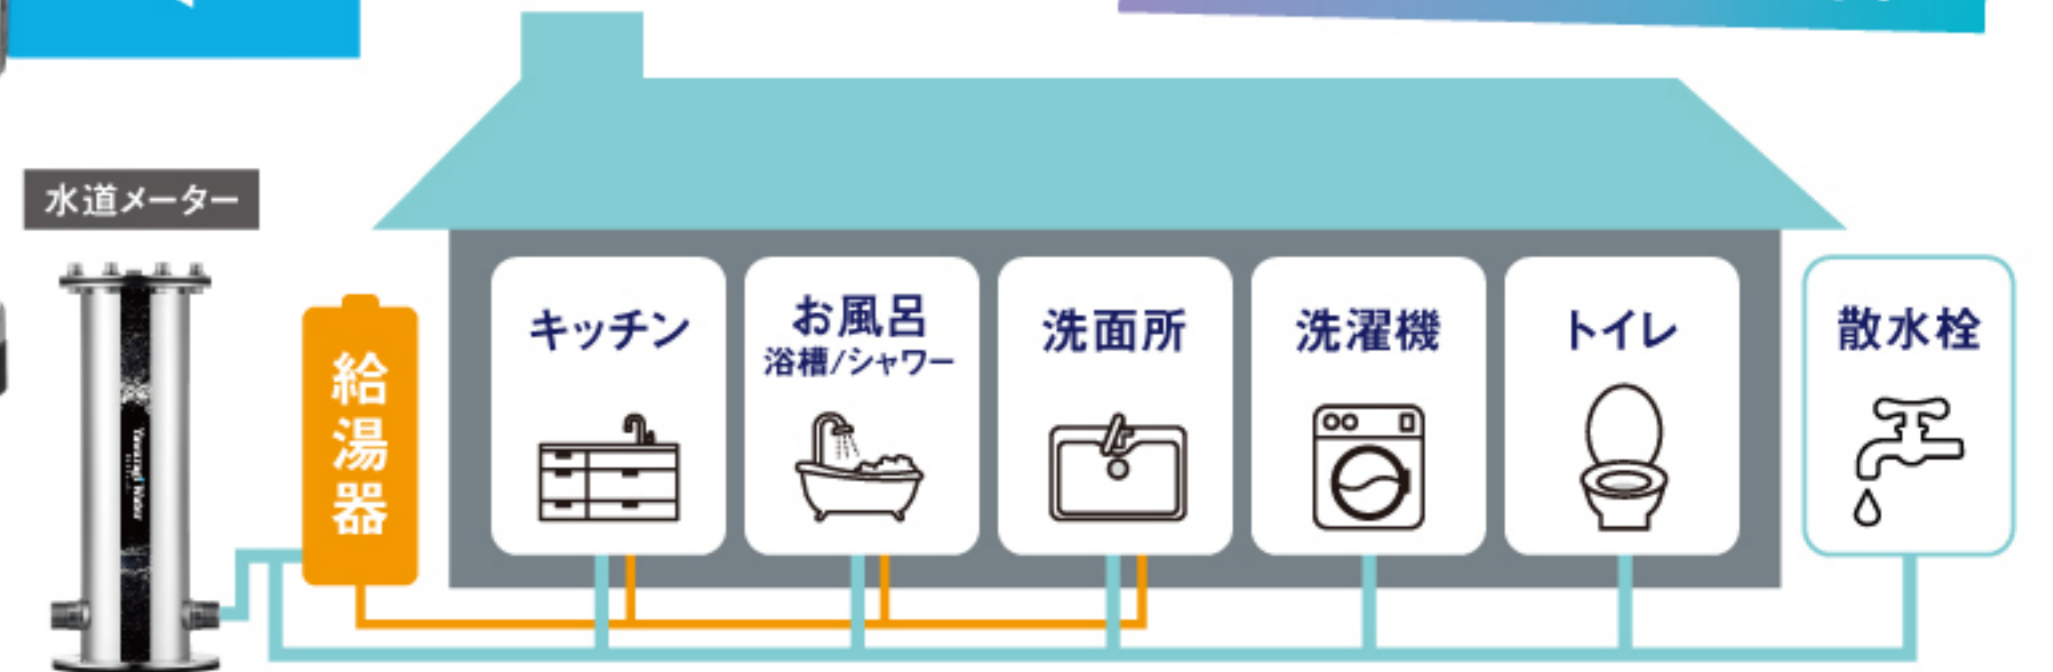 水道メーター
給湯器
キッチン
お風呂
浴槽/シャワー
洗面所
洗濯機
トイレ
散水栓